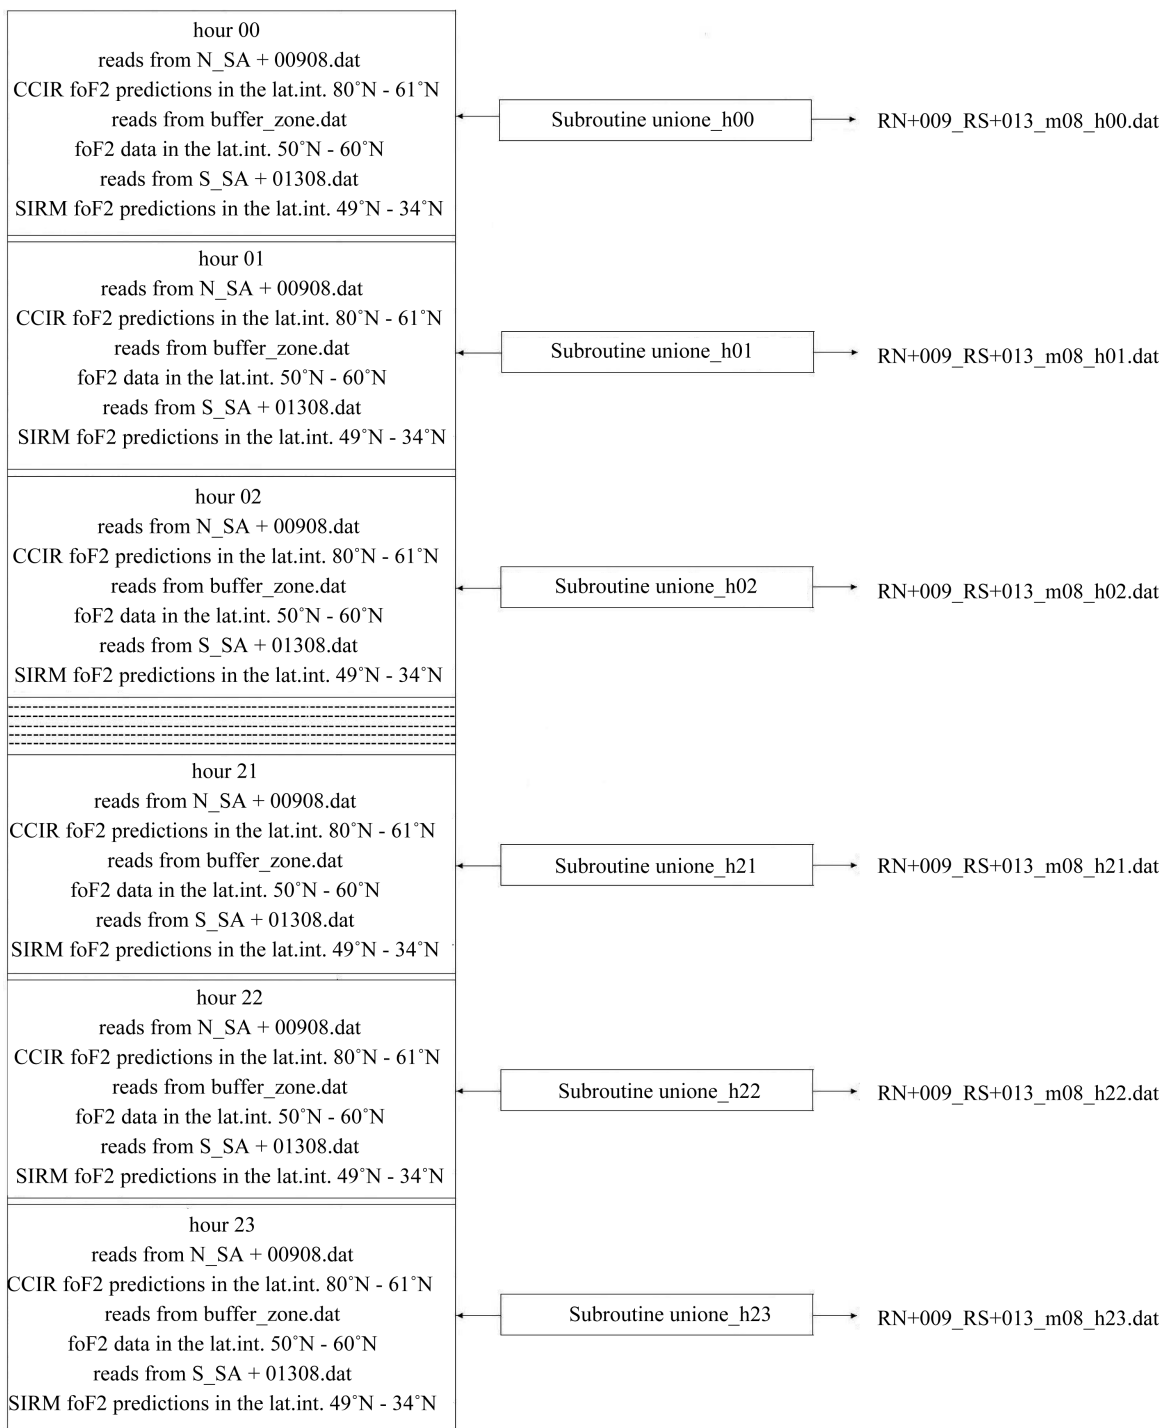 hour 00
reads from N_SA + 00908.dat
CCIR foF2 predictions in the lat.int. 80˚N - 61˚N
reads from buffer_zone.dat
foF2 data in the lat.int. 50˚N - 60˚N
reads from S_SA + 01308.dat
SIRM foF2 predictions in the lat.int. 49˚N - 34˚N
Subroutine unione_h00
RN+009_RS+013_m08_h00.dat
hour 01
reads from N_SA + 00908.dat
CCIR foF2 predictions in the lat.int. 80˚N - 61˚N
reads from buffer_zone.dat
foF2 data in the lat.int. 50˚N - 60˚N
reads from S_SA + 01308.dat
SIRM foF2 predictions in the lat.int. 49˚N - 34˚N
Subroutine unione_h01
RN+009_RS+013_m08_h01.dat
hour 02
reads from N_SA + 00908.dat
CCIR foF2 predictions in the lat.int. 80˚N - 61˚N
reads from buffer_zone.dat
foF2 data in the lat.int. 50˚N - 60˚N
reads from S_SA + 01308.dat
SIRM foF2 predictions in the lat.int. 49˚N - 34˚N
Subroutine unione_h02
RN+009_RS+013_m08_h02.dat
hour 21
reads from N_SA + 00908.dat
CCIR foF2 predictions in the lat.int. 80˚N - 61˚N
reads from buffer_zone.dat
foF2 data in the lat.int. 50˚N - 60˚N
reads from S_SA + 01308.dat
SIRM foF2 predictions in the lat.int. 49˚N - 34˚N
Subroutine unione_h21
RN+009_RS+013_m08_h21.dat
hour 22
reads from N_SA + 00908.dat
CCIR foF2 predictions in the lat.int. 80˚N - 61˚N
reads from buffer_zone.dat
foF2 data in the lat.int. 50˚N - 60˚N
reads from S_SA + 01308.dat
SIRM foF2 predictions in the lat.int. 49˚N - 34˚N
Subroutine unione_h22
RN+009_RS+013_m08_h22.dat
hour 23
reads from N_SA + 00908.dat
CCIR foF2 predictions in the lat.int. 80˚N - 61˚N
reads from buffer_zone.dat
foF2 data in the lat.int. 50˚N - 60˚N
reads from S_SA + 01308.dat
SIRM foF2 predictions in the lat.int. 49˚N - 34˚N
Subroutine unione_h23
RN+009_RS+013_m08_h23.dat